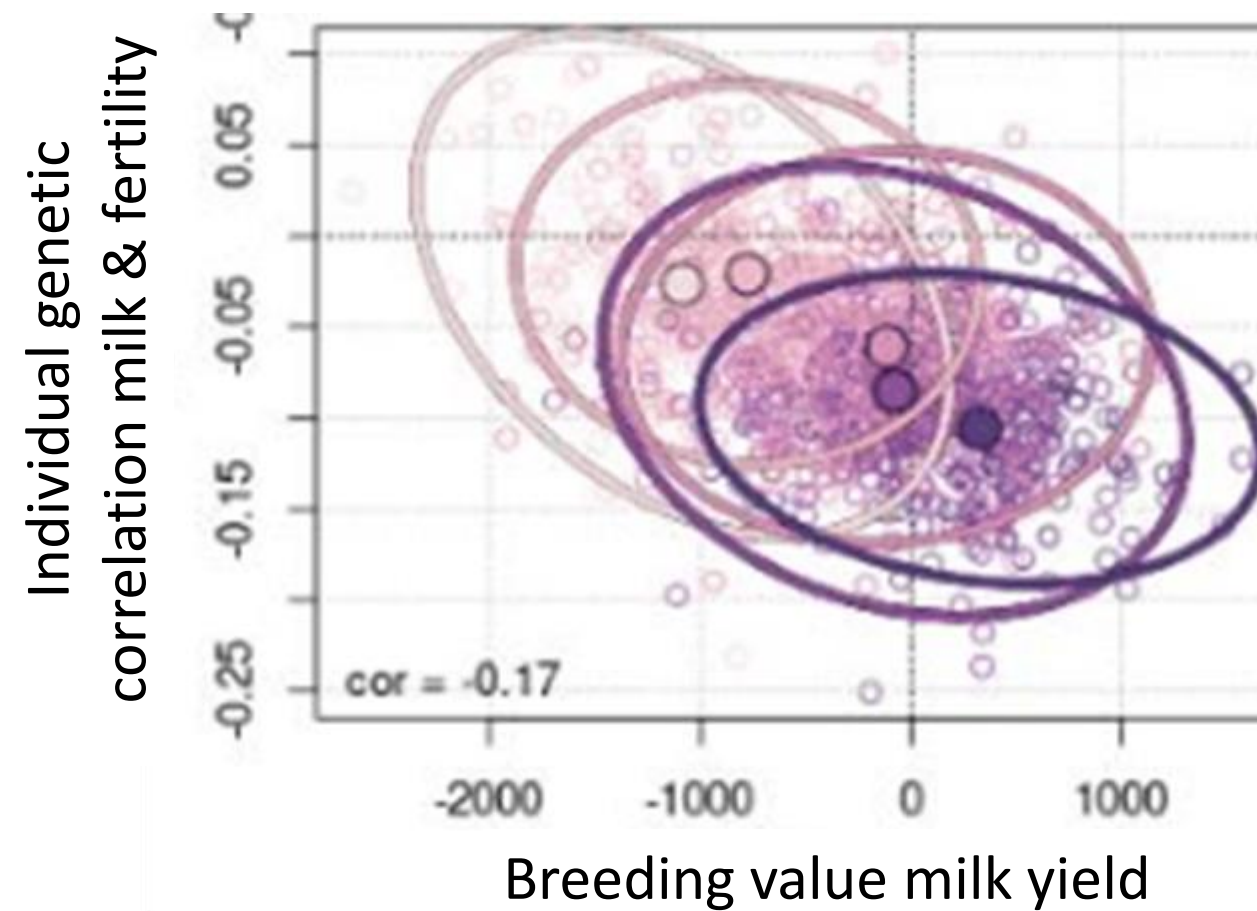 Individual genetic
correlation milk & fertility
0.05
-0.05
-0.15
-0.25
cor = -0.17
-2000 -1000 0 1000
Breeding value milk yield